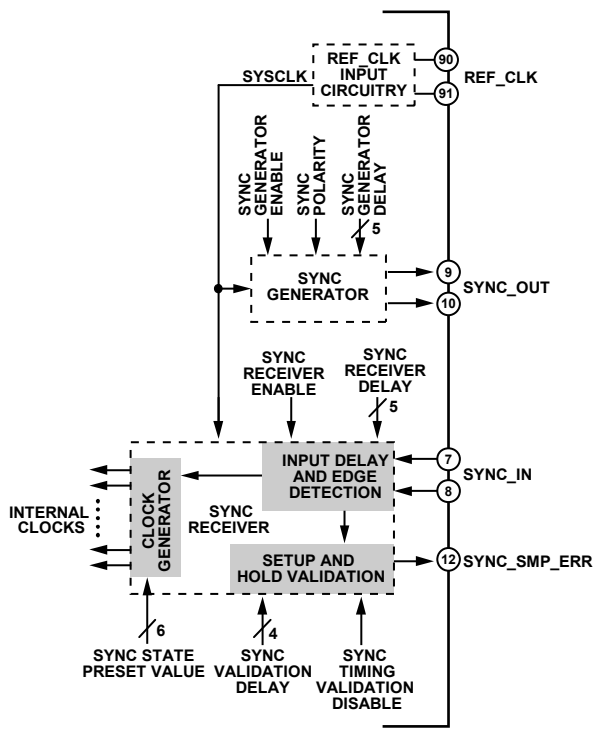 REF_CLK
INPUT
CIRCUITRY
90
91
REF_CLK
SYSCLK
SYNC
GENERATOR
ENABLE
SYNC
POLARITY
SYNC
GENERATOR
DELAY
5
SYNC
GENERATOR
9
10
SYNC_OUT
SYNC
RECEIVER
ENABLE
SYNC
RECEIVER
DELAY
5
INPUT DELAY
AND EDGE
DETECTION
7
8
SYNC_IN
INTERNAL
CLOCKS
CLOCK
GENERATOR
SYNC
RECEIVER
SETUP AND
HOLD VALIDATION
12
SYNC_SMP_ERR
6
SYNC STATE
PRESET VALUE
4
SYNC
VALIDATION
DELAY
SYNC
TIMING
VALIDATION
DISABLE